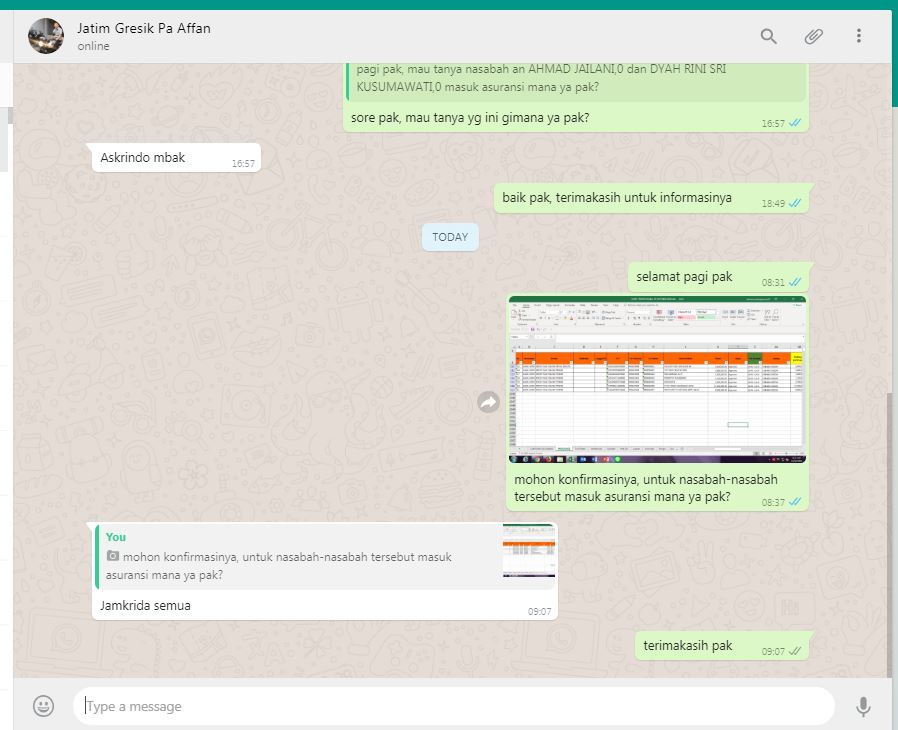 Jatim Gresik Pa Affan
online
pagi pak, mau tanya nasabah an AHMAD JAILANI,0 dan DYAH RINI SRI
KUSUMAWATI,0 masuk asuransi mana ya pak?
sore pak, mau tanya yg ini gimana ya pak?
16:57
Askrindo mbak
16:57
baik pak, terimakasih untuk informasinya
18:49
TODAY
selamat pagi pak
08:31
mohon konfirmasinya, untuk nasabah-nasabah
tersebut masuk asuransi mana ya pak?
08:37
You
mohon konfirmasinya, untuk nasabah-nasabah tersebut masuk
asuransi mana ya pak?
Jamkrida semua
09:07
terimakasih pak
09:07
Type a message